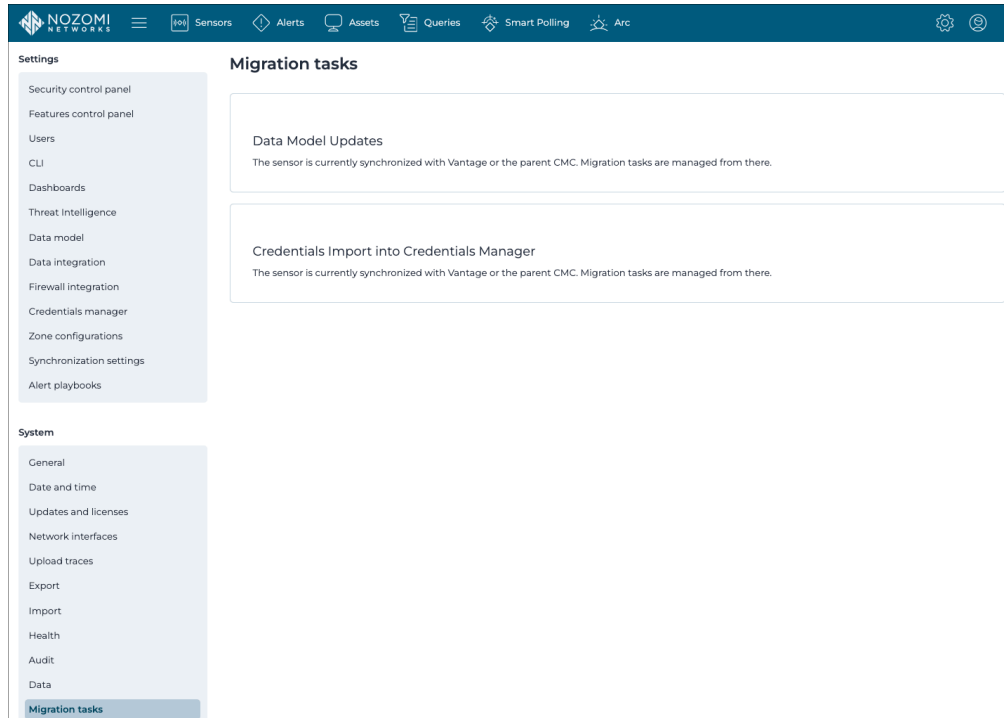 NOZOMI
NETWORKS
Sensors
Alerts
Assets
Queries
Smart Polling
Arc
Settings
Security control panel
Features control panel
Users
CLI
Dashboards
Threat Intelligence
Data model
Data integration
Firewall integration
Credentials manager
Zone configurations
Synchronization settings
Alert playbooks
System
General
Date and time
Updates and licenses
Network interfaces
Upload traces
Export
Import
Health
Audit
Data
Migration tasks
Migration tasks
Data Model Updates
The sensor is currently synchronized with Vantage or the parent CMC. Migration tasks are managed from there.
Credentials Import into Credentials Manager
The sensor is currently synchronized with Vantage or the parent CMC. Migration tasks are managed from there.